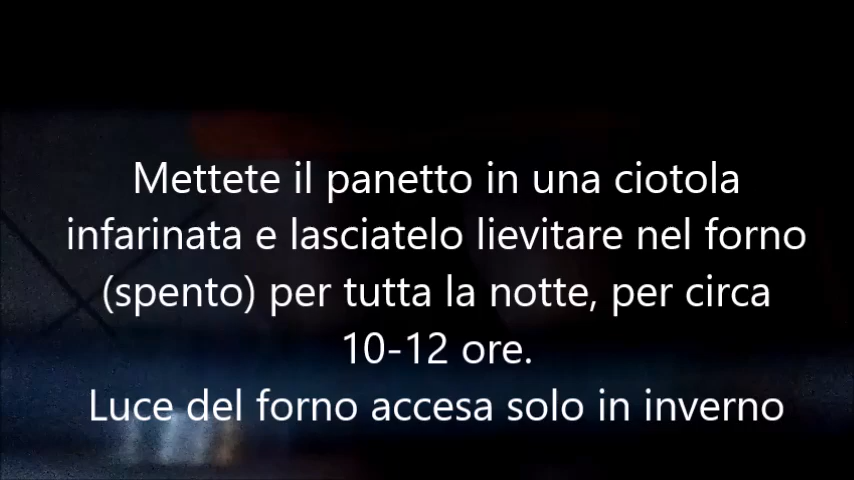 Mettete il panetto in una ciotola
infarinata e lasciatelo lievitare nel forno
(spento) per tutta la notte, per circa
10-12 ore.
Luce del forno accesa solo in inverno